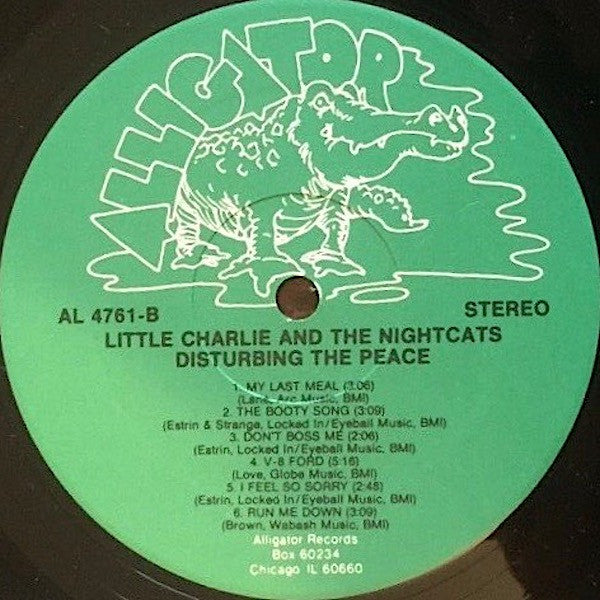 ALLIGATOR
AL 4761-B
STEREO
LITTLE CHARLIE AND THE NIGHTCATS
DISTURBING THE PEACE
1. MY LAST MEAL (3:06)
(Lane, Arc Music, BMI)
2. THE BOOTY SONG (3:09)
(Estrin & Strange, Locked In/Eyeball Music, BMI)
3. DON'T BOSS ME (2:06)
(Estrin, Locked In/Eyeball Music, BMI)
4. V-8 FORD (5:16)
(Love, Globe Music, BMI)
5. I FEEL SO SORRY (2:48)
(Estrin, Locked In/Eyeball Music, BMI)
6. RUN ME DOWN (3:09)
(Brown, Wabash Music, BMI)
Alligator Records
Box 60234
Chicago IL 60660